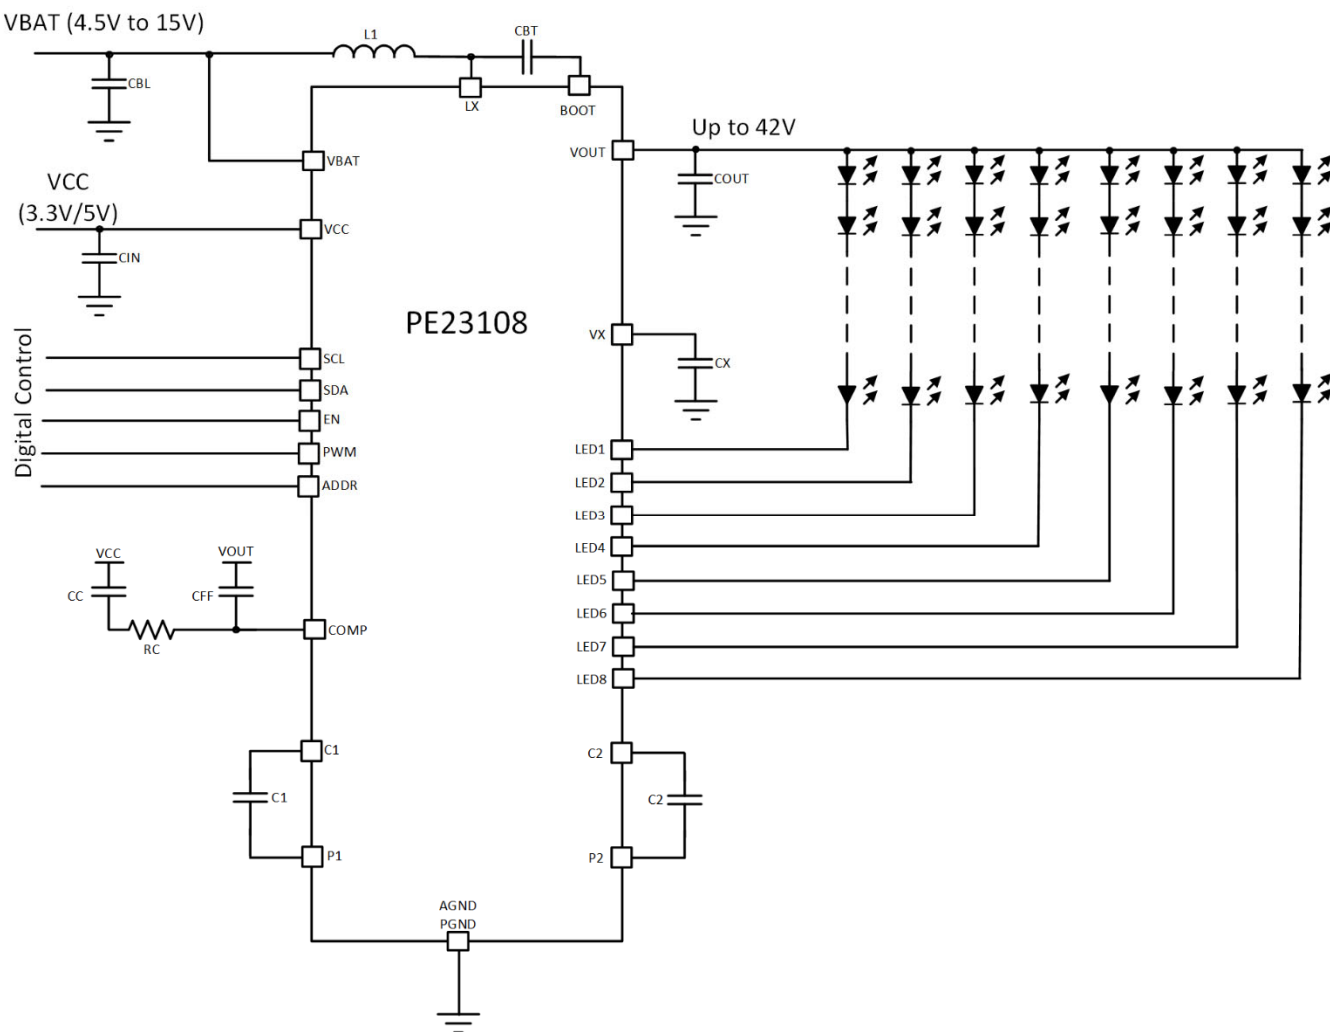 VBAT (4.5V to 15V)
L1
CBT
CBL
LX
BOOT
VBAT
VOUT
Up to 42V
COUT
VCC
(3.3V/5V)
VCC
CIN
PE23108
VX
CX
Digital Control
SCL
SDA
EN
PWM
ADDR
LED1
LED2
LED3
LED4
LED5
LED6
LED7
LED8
VCC
VOUT
CC
CFF
RC
COMP
C1
C1
P1
C2
C2
P2
AGND
PGND